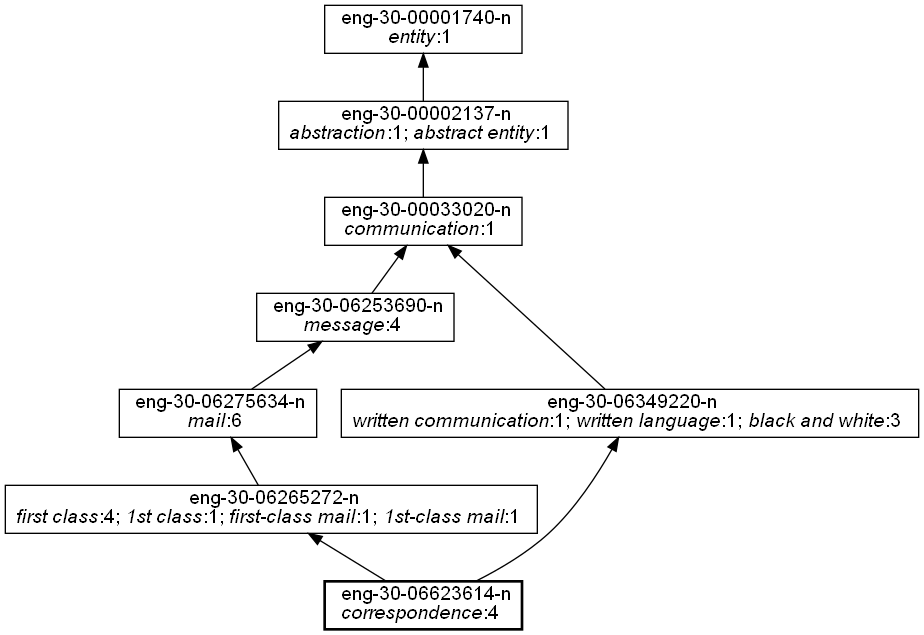 eng-30-00001740-n
entity:1
eng-30-00002137-n
abstraction:1; abstract entity:1
eng-30-00033020-n
communication:1
eng-30-06253690-n
message:4
eng-30-06275634-n
mail:6
eng-30-06349220-n
written communication:1; written language:1; black and white:3
eng-30-06265272-n
first class:4; 1st class:1; first-class mail:1; 1st-class mail:1
eng-30-06623614-n
correspondence:4